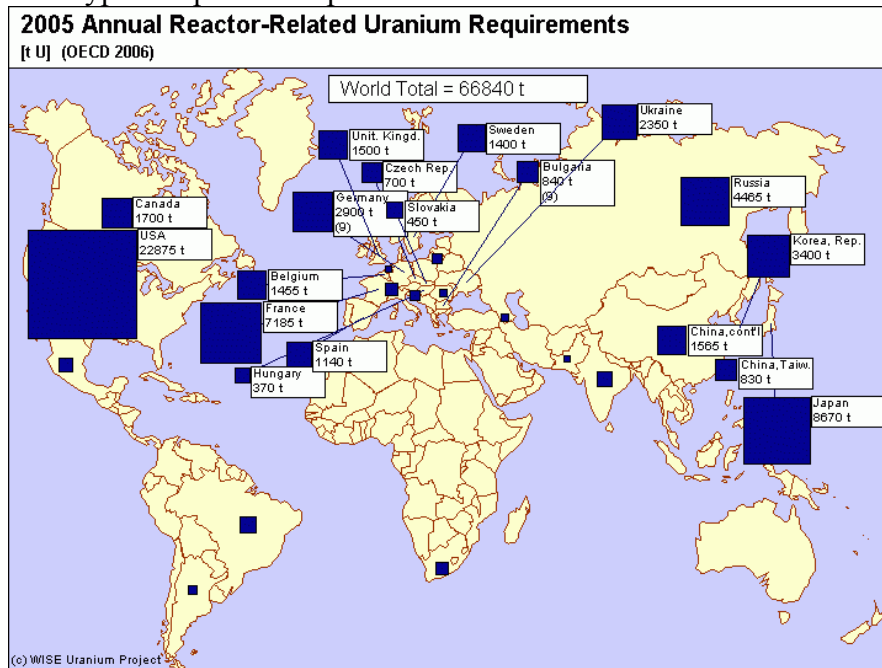 2005 Annual Reactor-Related Uranium Requirements
[t U] (OECD 2006)
World Total = 66840 t
Ukraine
2350 t
Unit. Kingd.
1500 t
Sweden
1400 t
Czech Rep.
700 t
Bulgaria
840 t
(9)
Germany
2900 t
(9)
Slovakia
450 t
Russia
4465 t
Canada
1700 t
USA
22875 t
Korea, Rep.
3400 t
Belgium
1455 t
France
7185 t
China,cont'l
1565 t
Spain
1140 t
Hungary
370 t
China,Taiw.
830 t
Japan
8670 t
(c) WISE Uranium Project